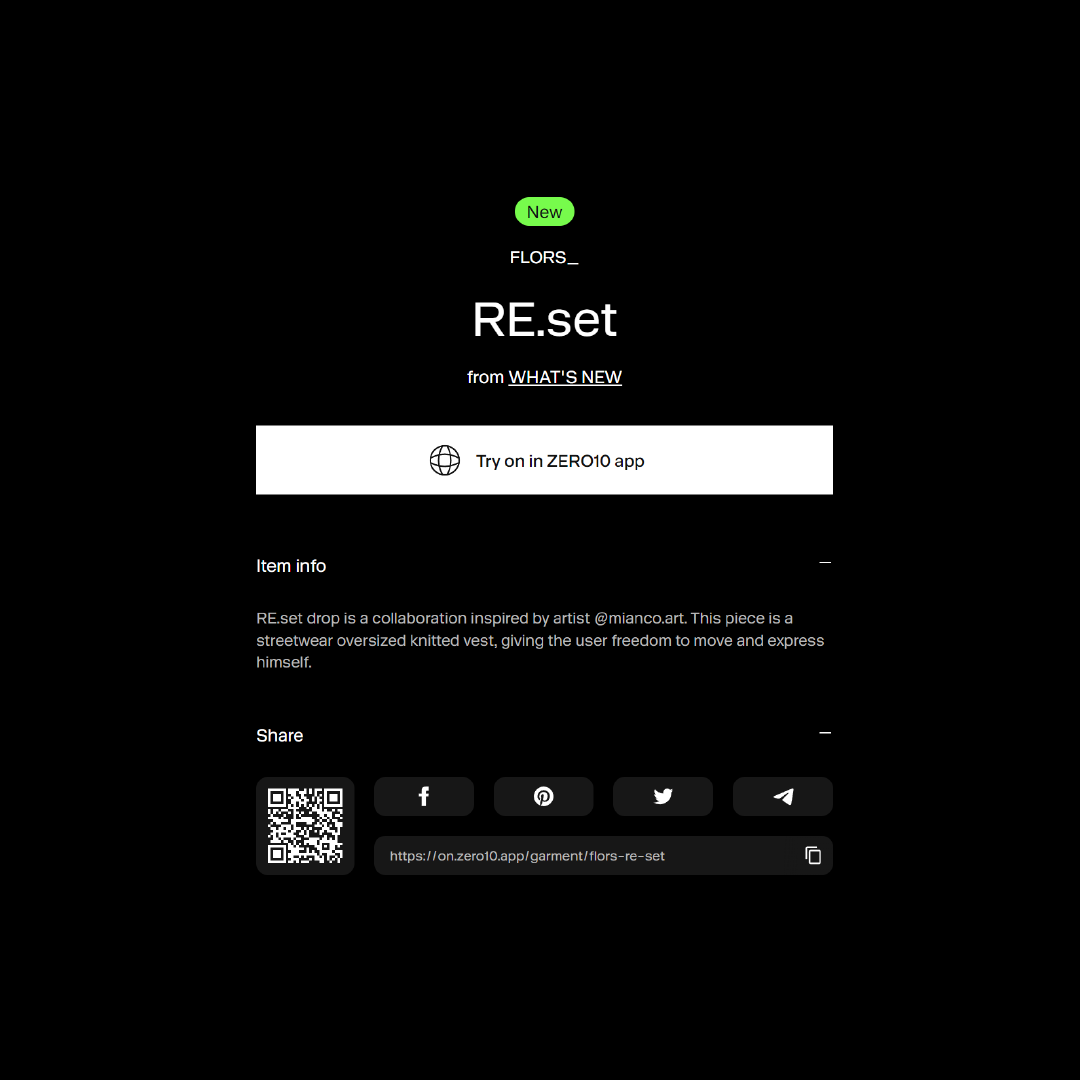 New
FLORS_
RE.set
from WHAT'S NEW
Try on in ZERO10 app
Item info
RE.set drop is a collaboration inspired by artist @mianco.art. This piece is a
streetwear oversized knitted vest, giving the user freedom to move and express
himself.
Share
https://on.zero10.app/garment/flors-re-set